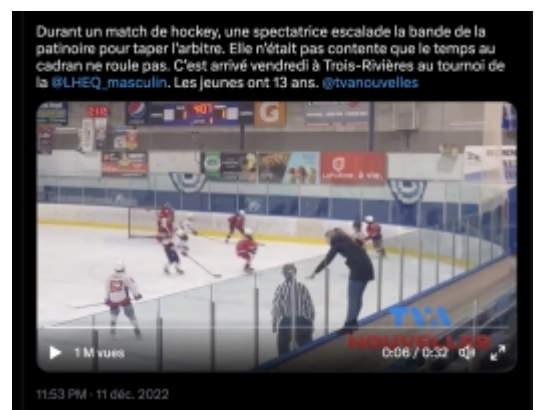 Durant un match de hockey, une spectatrice escalade la bande de la
patinoire pour taper l'arbitre. Elle n'était pas contente que le temps au
cadran ne roule pas. C'est arrivé vendredi à Trois-Rivières au tournoi de
la @LHEQ_masculin. Les jeunes ont 13 ans. @tvanouvelles
G
à vie.
TVA
NOUVELLES
1 M vues
0:06 / 0:32
11:53 PM · 11 déc. 2022